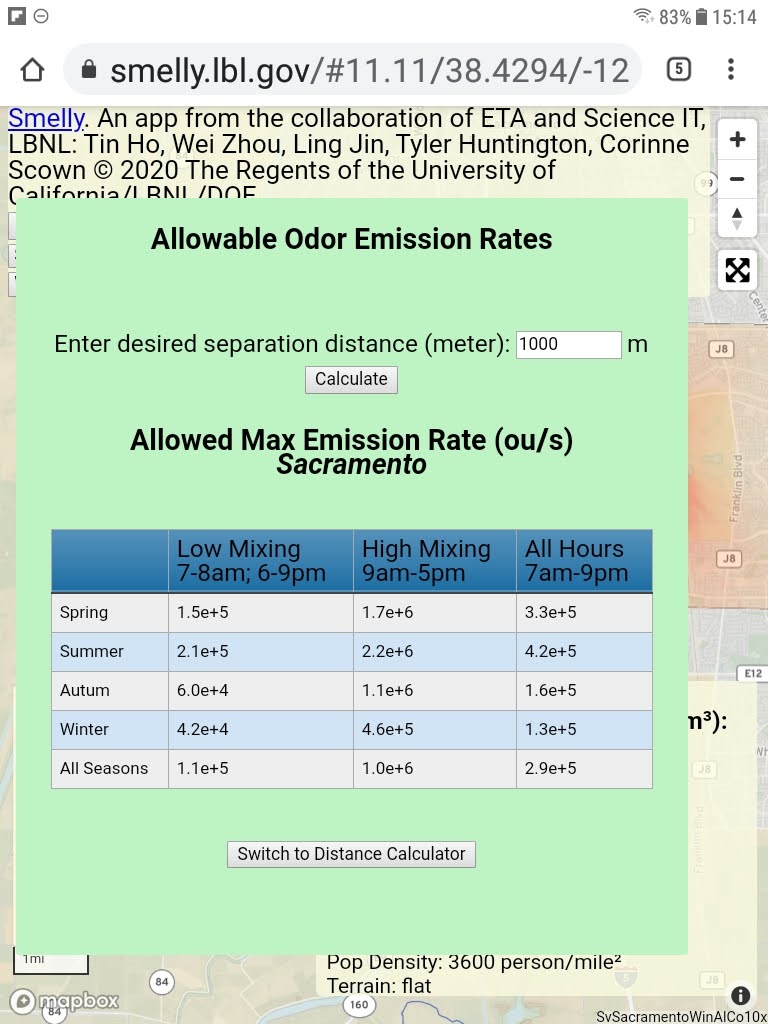 83% 15:14
smelly.lbl.gov/#11.11/38.4294/-12
5
Smelly. An app from the collaboration of ETA and Science IT,
LBNL: Tin Ho, Wei Zhou, Ling Jin, Tyler Huntington, Corinne
Scown © 2020 The Regents of the University of
California/LBNL/DOE
99
Allowable Odor Emission Rates
Enter desired separation distance (meter): 1000 m
Calculate
J8
Allowed Max Emission Rate (ou/s)
Sacramento
Franklin Blvd
Low Mixing High Mixing All Hours
7-8am; 6-9pm 9am-5pm 7am-9pm
J8
Spring 1.5e+5 1.7e+6 3.3e+5
Summer 2.1e+5 2.2e+6 4.2e+5
E12
Autum 6.0e+4 1.1e+6 1.6e+5
Winter 4.2e+4 4.6e+5 1.3e+5
m³):
All Seasons 1.1e+5 1.0e+6 2.9e+5
J8
Franklin Blvd
Switch to Distance Calculator
1mi
Pop Density: 3600 person/mile²
84
J8
5
Terrain: flat
mapbox
84
160
SvSacramentoWinAlCo10x